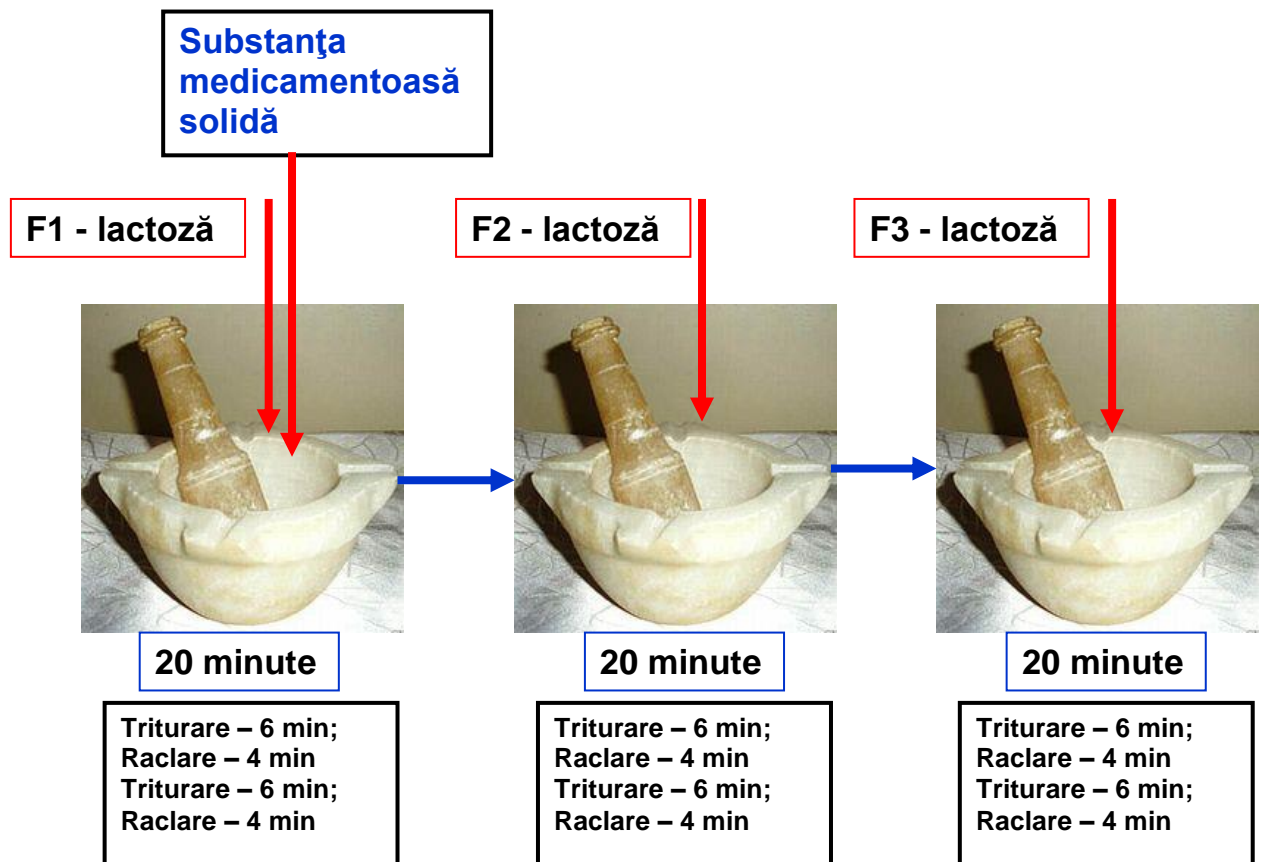 Substanţa
medicamentoasă
solidă
F1 - lactoză
F2 - lactoză
F3 - lactoză
20 minute
20 minute
20 minute
Triturare – 6 min;
Raclare – 4 min
Triturare – 6 min;
Raclare – 4 min
Triturare – 6 min;
Raclare – 4 min
Triturare – 6 min;
Raclare – 4 min
Triturare – 6 min;
Raclare – 4 min
Triturare – 6 min;
Raclare – 4 min